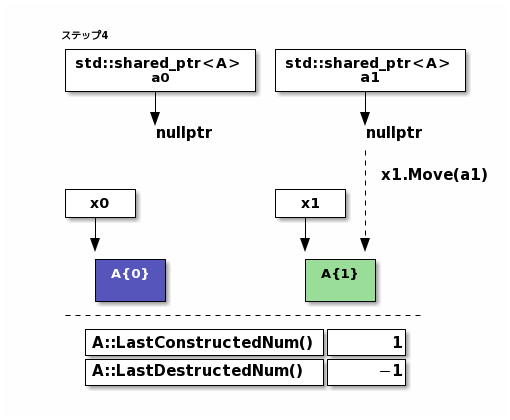 ステップ4
std::shared_ptr<A>
a0
std::shared_ptr<A>
a1
nullptr
nullptr
x1.Move(a1)
x0
x1
A{0}
A{1}
A::LastConstructedNum() 1
A::LastDestructedNum() −1